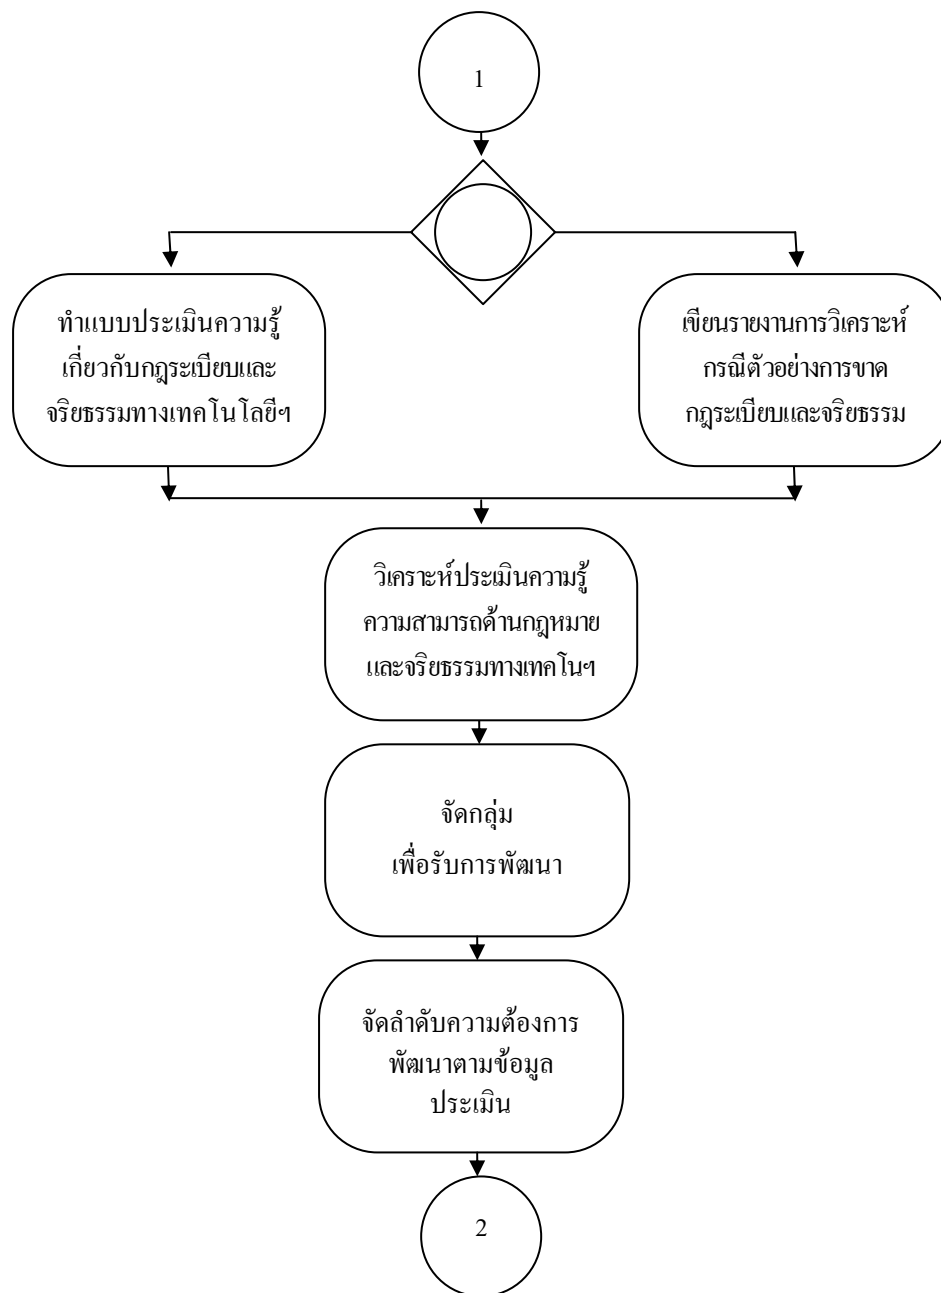 1
ทำแบบประเมินความรู้
เกี่ยวกับกฎระเบียบและ
จริยธรรมทางเทคโนโลยีฯ
เขียนรายงานการวิเคราะห์
กรณีตัวอย่างการขาด
กฎระเบียบและจริยธรรม
วิเคราะห์ประเมินความรู้
ความสามารถด้านกฎหมาย
และจริยธรรมทางเทคโนฯ
จัดกลุ่ม
เพื่อรับการพัฒนา
จัดลำดับความต้องการ
พัฒนาตามข้อมูล
ประเมิน
2